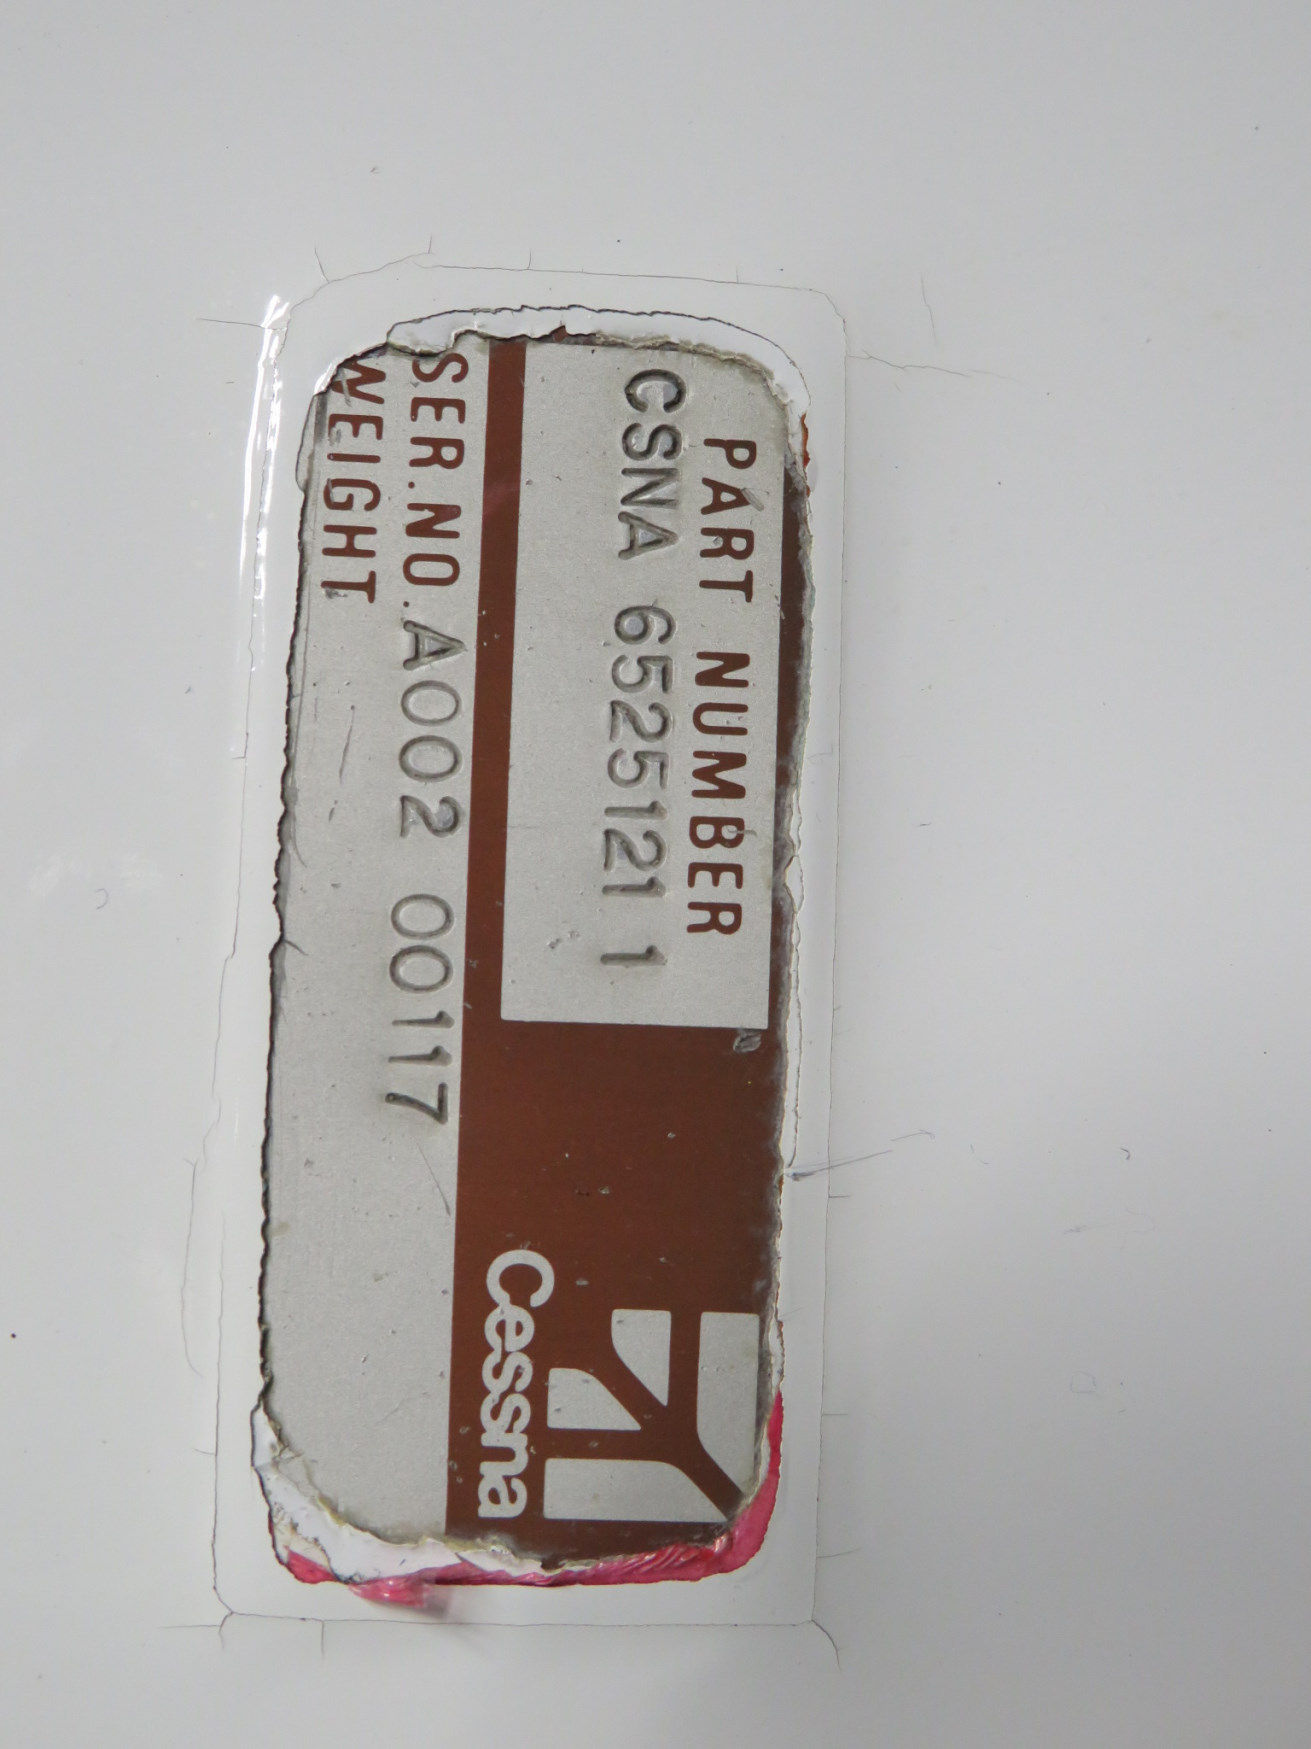 PART NUMBER
CSNA 6525121 1
SER.NO. A002 00117
WEIGHT
Cessna